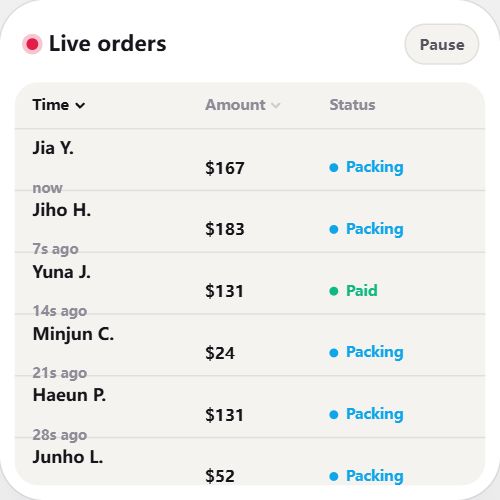 Live orders
Pause
Time Amount Status
Jia Y.
$167 Packing
now
Jiho H.
$183 Packing
7s ago
Yuna J.
$131 Paid
14s ago
Minjun C.
$24 Packing
21s ago
Haeun P.
$131 Packing
28s ago
Junho L.
$52 Packing